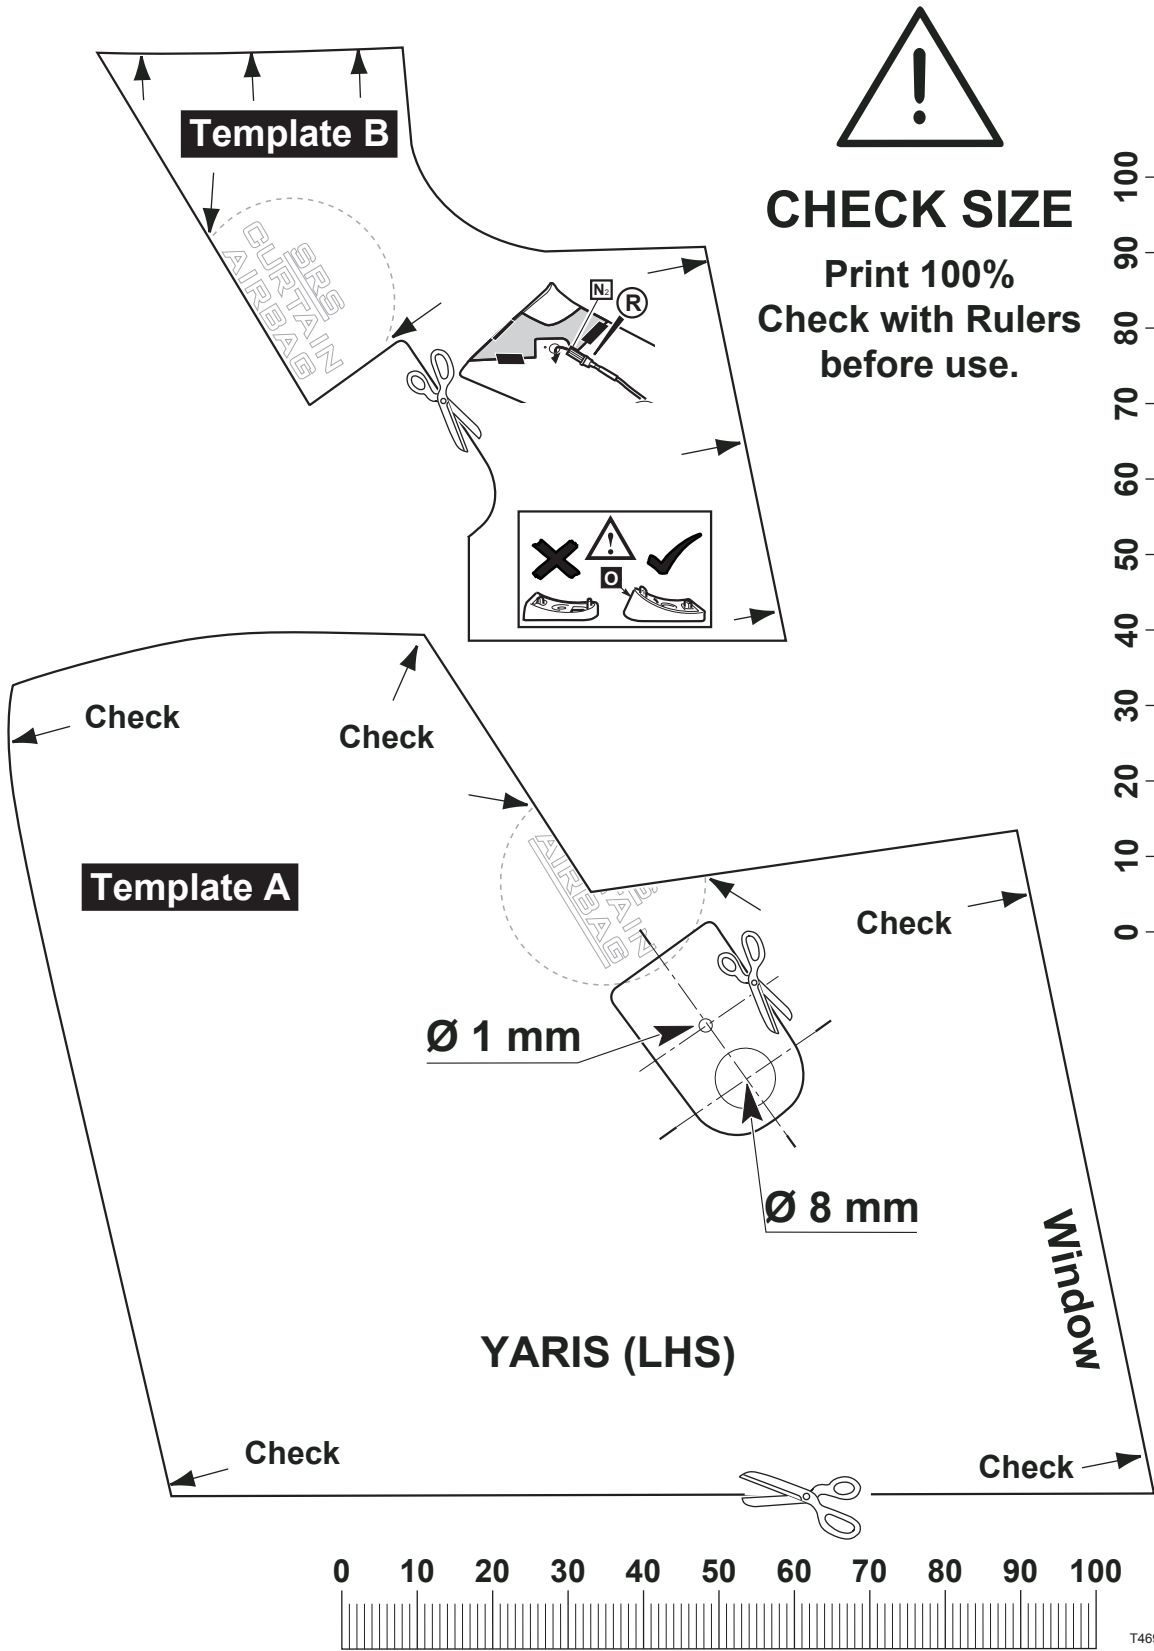 Template B
SRS
CURTAIN
AIRBAG
N2
R
O
CHECK SIZE
Print 100%
Check with Rulers
before use.
100
90
80
70
60
50
40
30
20
10
0
Check
Check
Template A
AIRBAG
Check
Ø 1 mm
Ø 8 mm
Window
YARIS (LHS)
Check
Check
0 10 20 30 40 50 60 70 80 90 100